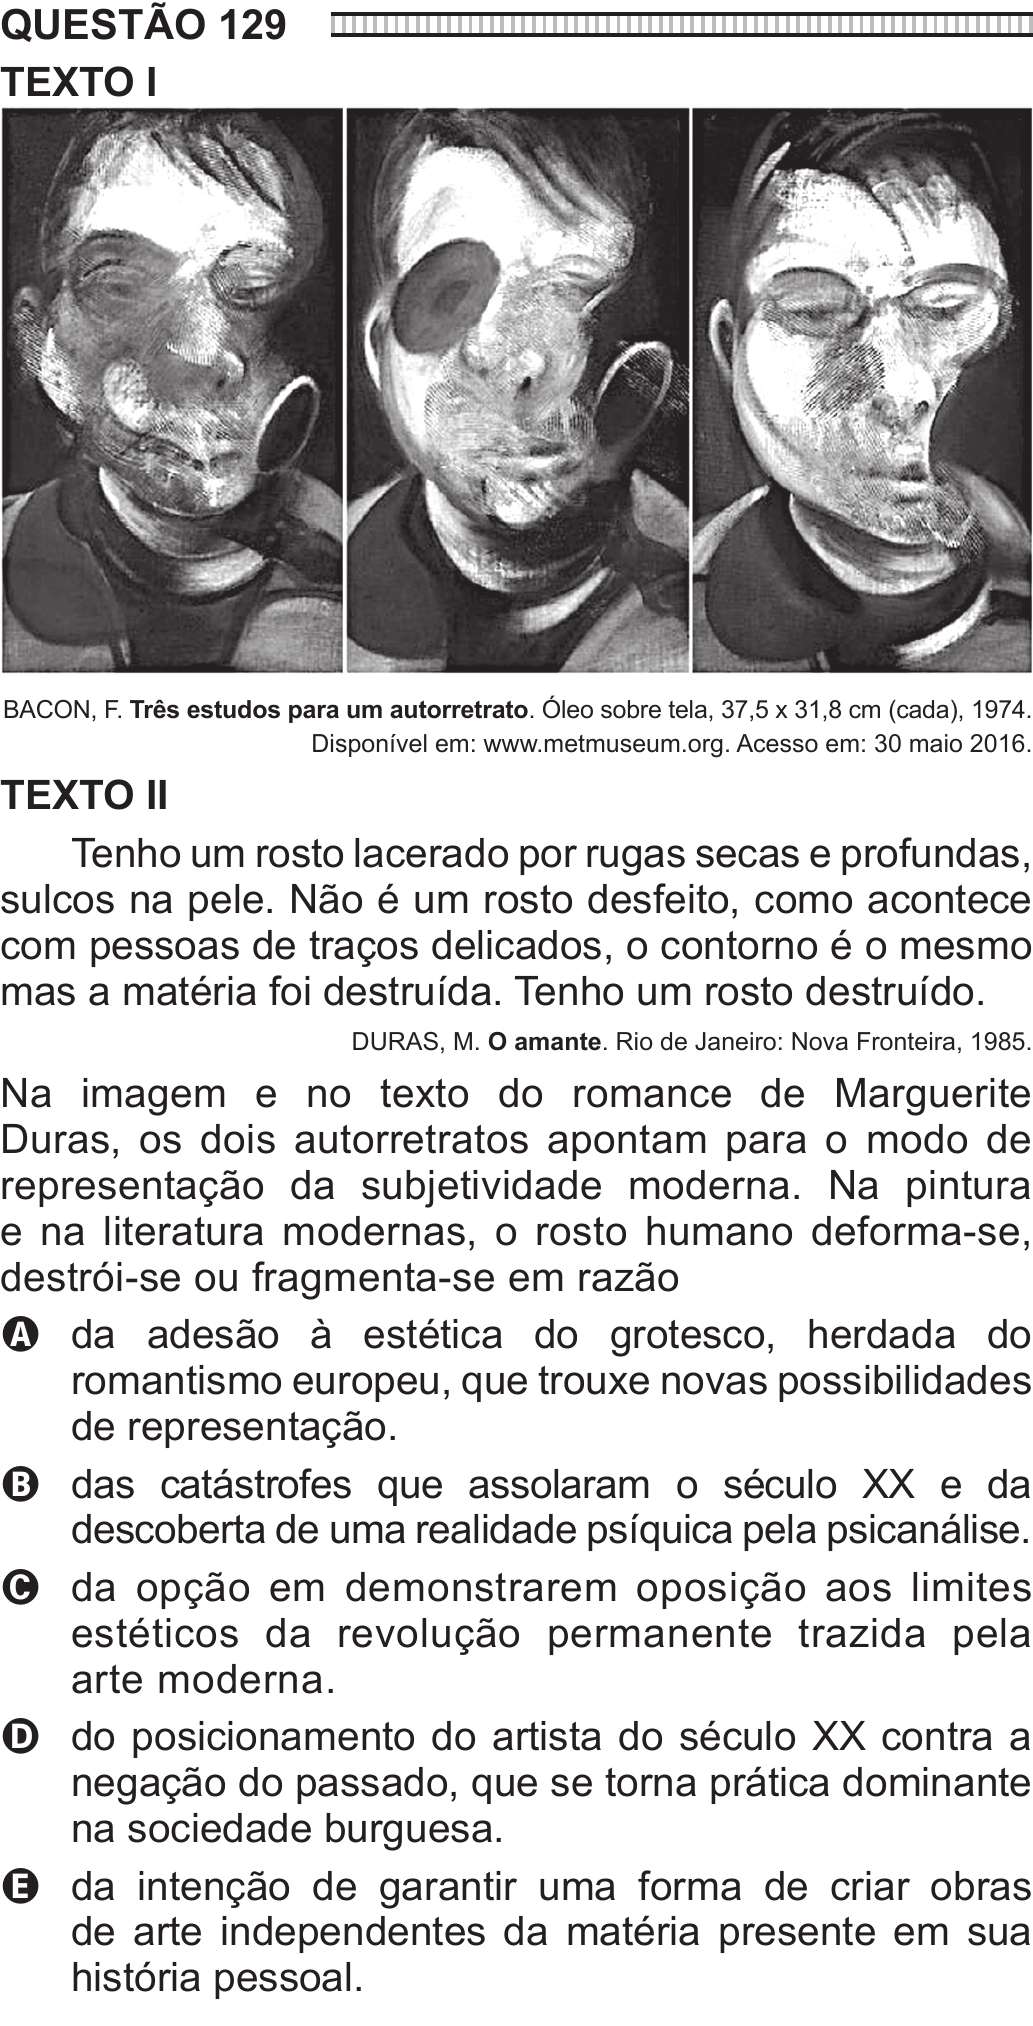 QUESTÃO 129
TEXTO I
BACON, F. Três estudos para um autorretrato. Óleo sobre tela, 37,5 x 31,8 cm (cada), 1974.
Disponível em: www.metmuseum.org. Acesso em: 30 maio 2016.
TEXTO II
Tenho um rosto lacerado por rugas secas e profundas,
sulcos na pele. Não é um rosto desfeito, como acontece
com pessoas de traços delicados, o contorno é o mesmo
mas a matéria foi destruída. Tenho um rosto destruído.
DURAS, M. O amante. Rio de Janeiro: Nova Fronteira, 1985.
Na imagem e no texto do romance de Marguerite
Duras, os dois autorretratos apontam para o modo de
representação da subjetividade moderna. Na pintura
e na literatura modernas, o rosto humano deforma-se,
destrói-se ou fragmenta-se em razão
A da adesão à estética do grotesco, herdada do
romantismo europeu, que trouxe novas possibilidades
de representação.
B das catástrofes que assolaram o século XX e da
descoberta de uma realidade psíquica pela psicanálise.
C da opção em demonstrarem oposição aos limites
estéticos da revolução permanente trazida pela
arte moderna.
D do posicionamento do artista do século XX contra a
negação do passado, que se torna prática dominante
na sociedade burguesa.
E da intenção de garantir uma forma de criar obras
de arte independentes da matéria presente em sua
história pessoal.